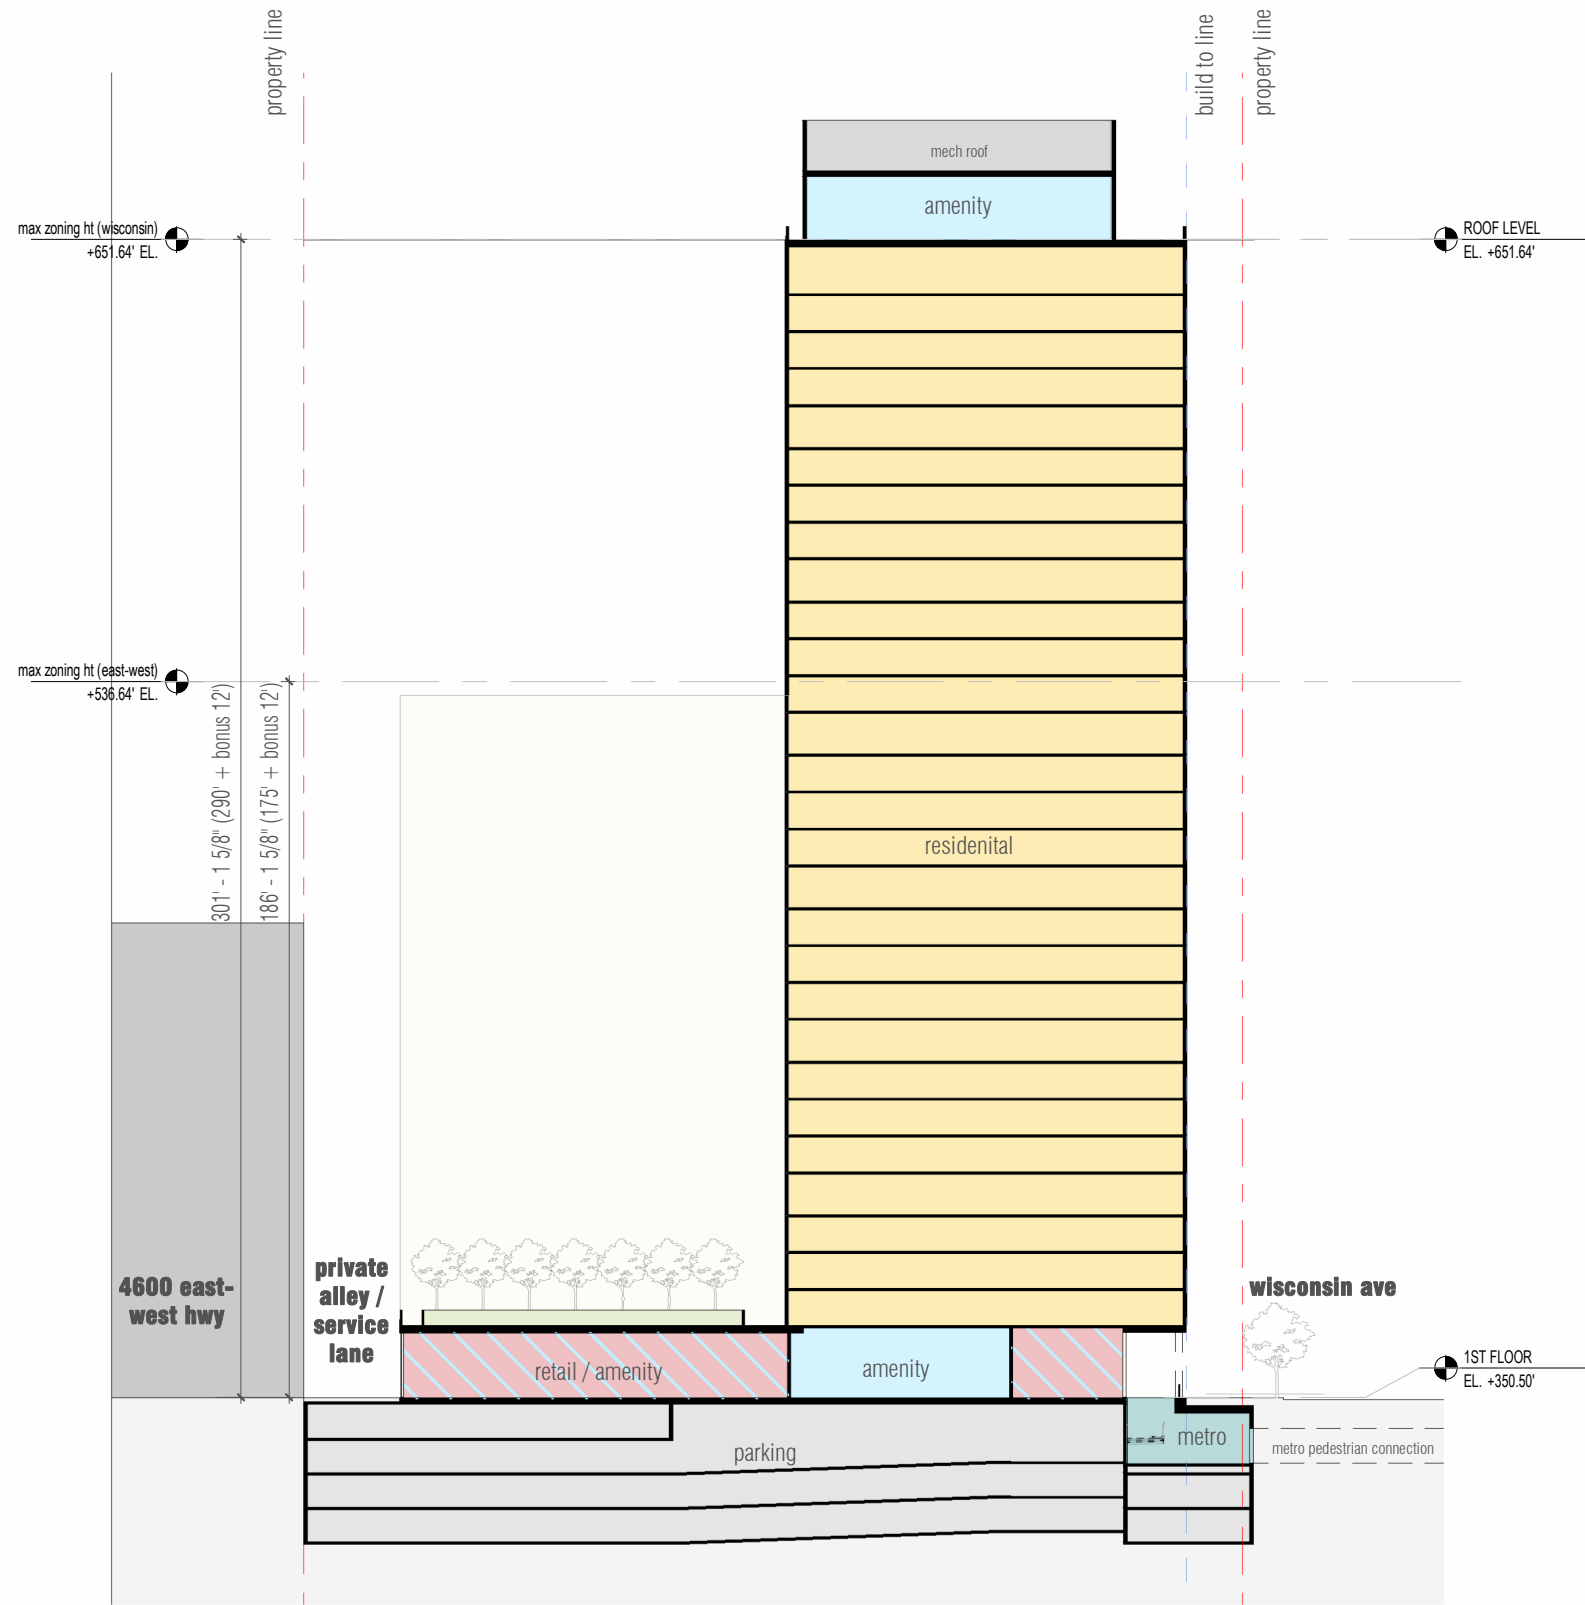 property line
build to line
property line
mech roof
amenity
max zoning ht (wisconsin)
+651.64' EL.
ROOF LEVEL
EL. +651.64'
max zoning ht (east-west)
+536.64' EL.
301' - 1 5/8" (290' + bonus 12')
186' - 1 5/8" (175' + bonus 12')
residenital
4600 east-
west hwy
private
alley /
service
lane
wisconsin ave
retail / amenity
amenity
1ST FLOOR
EL. +350.50'
parking
metro
metro pedestrian connection